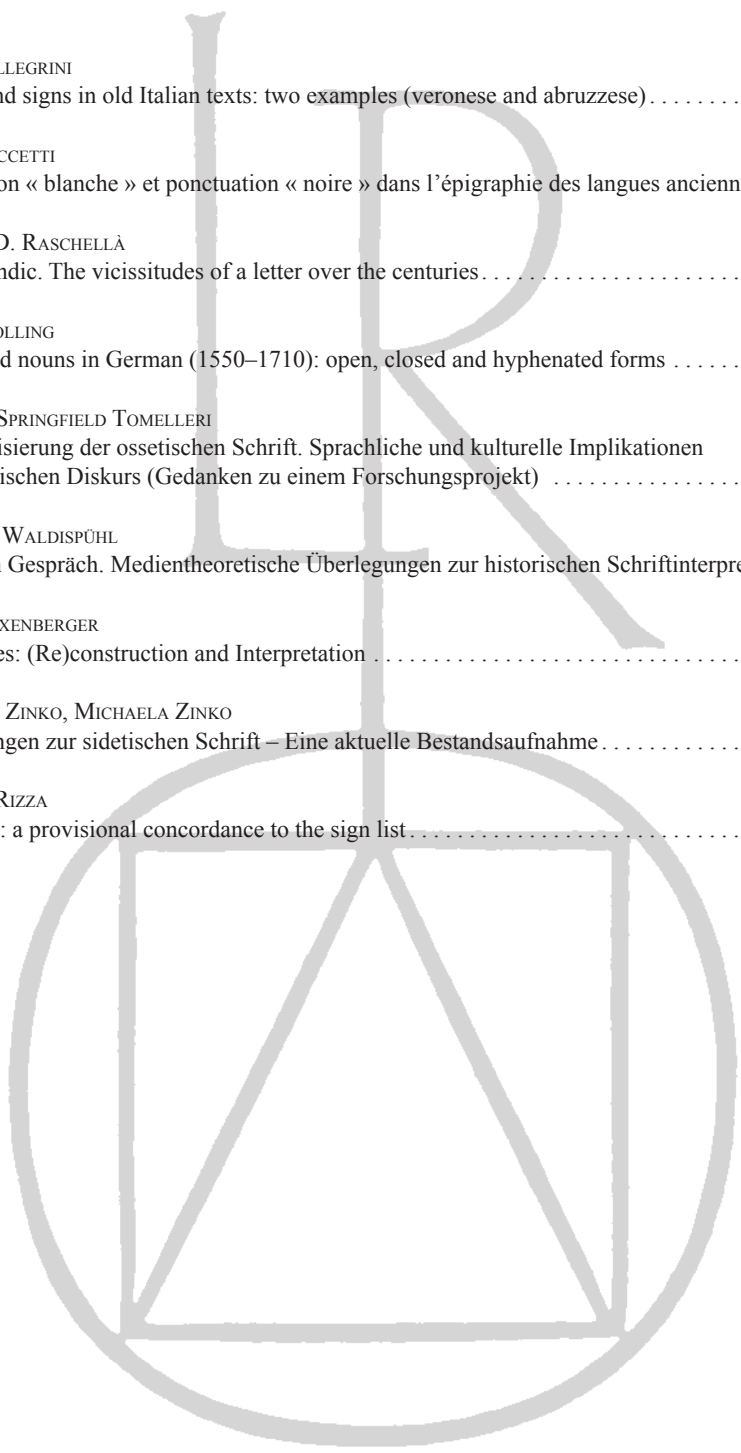 LLEGRINI
nd signs in old Italian texts: two examples (veronese and abruzzese) . . . . . . . .
CCETTI
on « blanche » et ponctuation « noire » dans l’épigraphie des langues ancienn
D. RASCHELLÀ
ndic. The vicissitudes of a letter over the centuries . . . . . . . . . . . . . . . . . . . . . . . . .
OLLING
d nouns in German (1550–1710): open, closed and hyphenated forms . . . . . .
SPRINGFIELD TOMELLERI
isierung der ossetischen Schrift. Sprachliche und kulturelle Implikationen
ischen Diskurs (Gedanken zu einem Forschungsprojekt) . . . . . . . . . . . . . . . . . .
WALDISPÜHL
n Gespräch. Medientheoretische Überlegungen zur historischen Schriftinterpre
XENBERGER
es: (Re)construction and Interpretation . . . . . . . . . . . . . . . . . . . . . . . . . . . . . . . . . . .
ZINKO, MICHAELA ZINKO
ngen zur sidetischen Schrift – Eine aktuelle Bestandsaufnahme . . . . . . . . . . . .
RIZZA
: a provisional concordance to the sign list . . . . . . . . . . . . . . . . . . . . . . . . . . . . . . .
LR